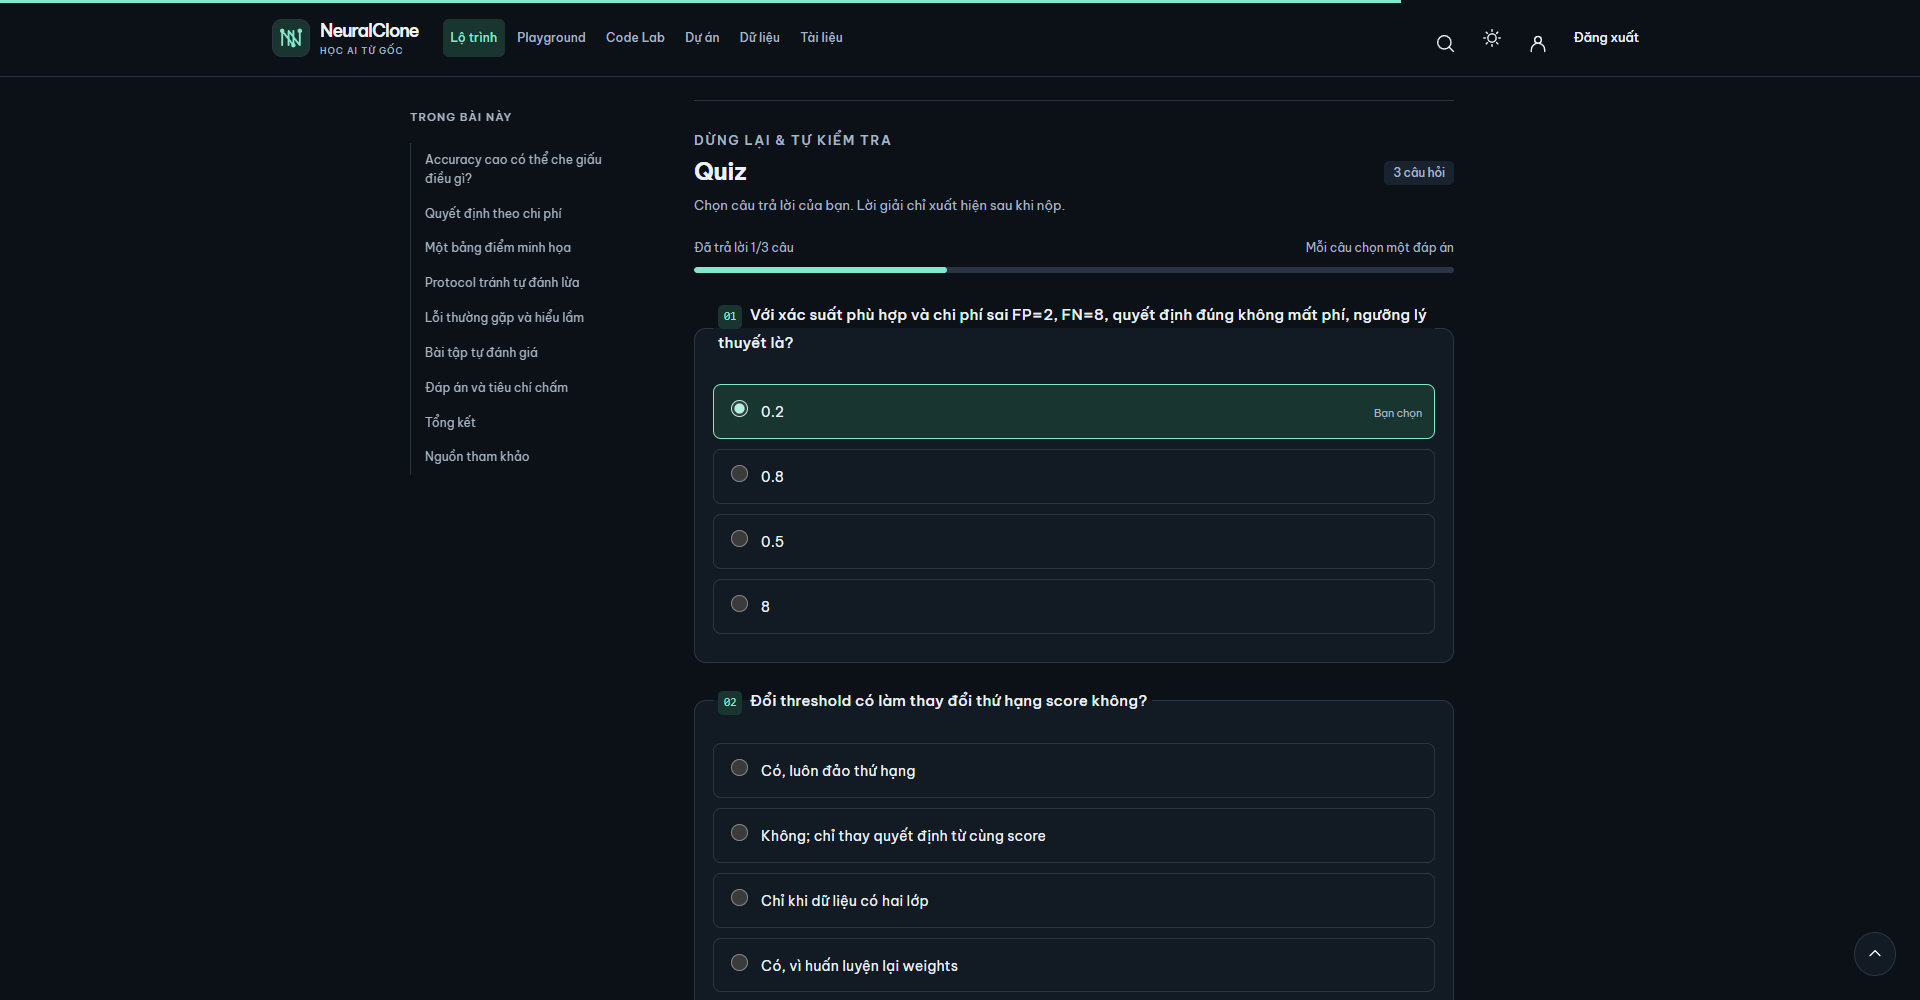 NeuralClone
HỌC AI TỪ GỐC
Lộ trình
Playground
Code Lab
Dự án
Dữ liệu
Tài liệu
Đăng xuất
TRONG BÀI NÀY
Accuracy cao có thể che giấu
điều gì?
Quyết định theo chi phí
Một bảng điểm minh họa
Protocol tránh tự đánh lừa
Lỗi thường gặp và hiểu lầm
Bài tập tự đánh giá
Đáp án và tiêu chí chấm
Tổng kết
Nguồn tham khảo
DỪNG LẠI & TỰ KIỂM TRA
Quiz
3 câu hỏi
Chọn câu trả lời của bạn. Lời giải chỉ xuất hiện sau khi nộp.
Đã trả lời 1/3 câu
Mỗi câu chọn một đáp án
01 Với xác suất phù hợp và chi phí sai FP=2, FN=8, quyết định đúng không mất phí, ngưỡng lý
thuyết là?
0.2
Bạn chọn
0.8
0.5
8
02 Đổi threshold có làm thay đổi thứ hạng score không?
Có, luôn đảo thứ hạng
Không; chỉ thay quyết định từ cùng score
Chỉ khi dữ liệu có hai lớp
Có, vì huấn luyện lại weights